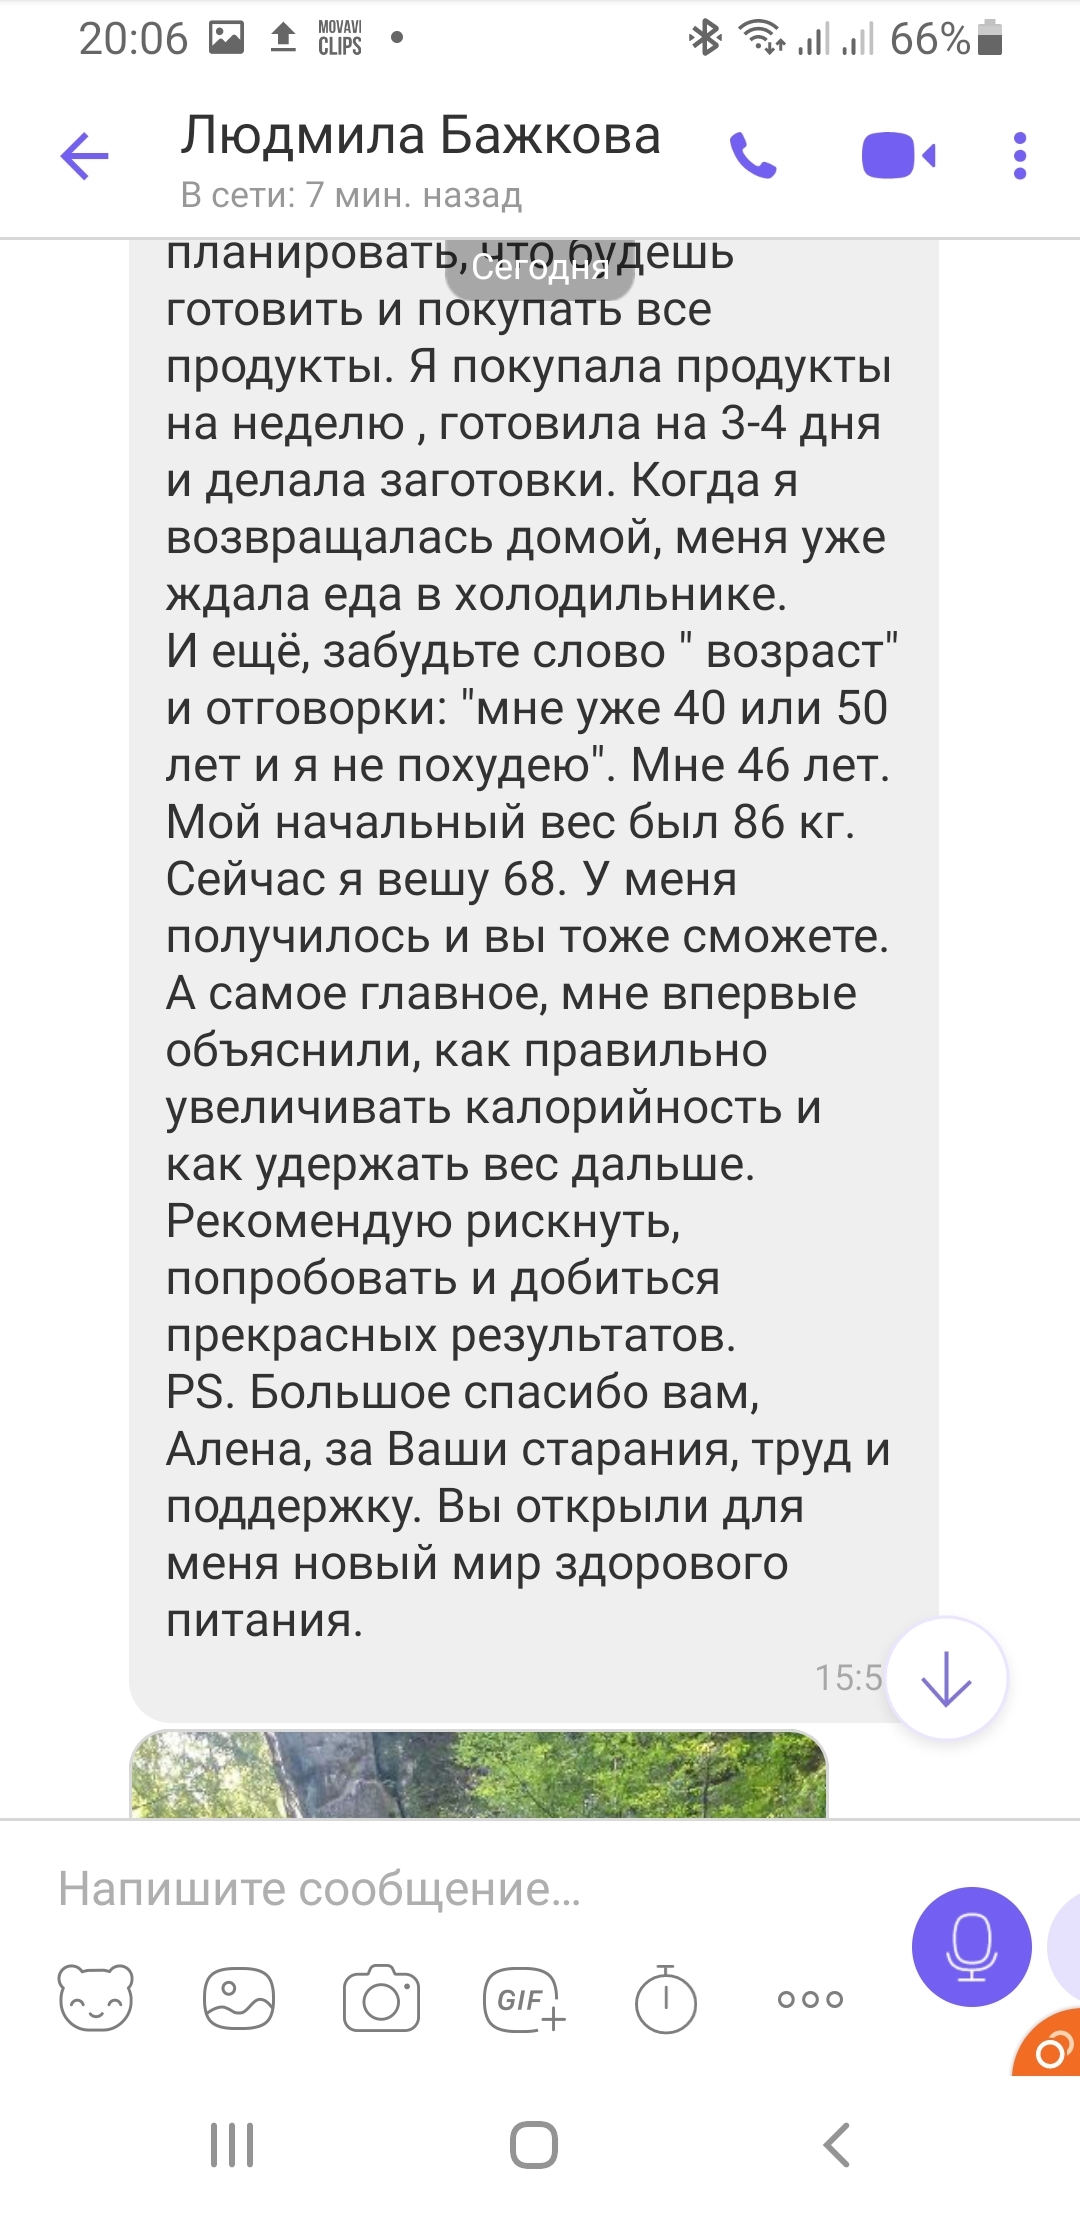 20:06 MOVAVI CLIPS 66%
Людмила Бажкова
В сети: 7 мин. назад
планировать, что будешь
Сегодня
готовить и покупать все
продукты. Я покупала продукты
на неделю , готовила на 3-4 дня
и делала заготовки. Когда я
возвращалась домой, меня уже
ждала еда в холодильнике.
И ещё, забудьте слово " возраст"
и отговорки: "мне уже 40 или 50
лет и я не похудею". Мне 46 лет.
Мой начальный вес был 86 кг.
Сейчас я вешу 68. У меня
получилось и вы тоже сможете.
А самое главное, мне впервые
объяснили, как правильно
увеличивать калорийность и
как удержать вес дальше.
Рекомендую рискнуть,
попробовать и добиться
прекрасных результатов.
PS. Большое спасибо вам,
Алена, за Ваши старания, труд и
поддержку. Вы открыли для
меня новый мир здорового
питания.
15:5
Напишите сообщение...
GIF